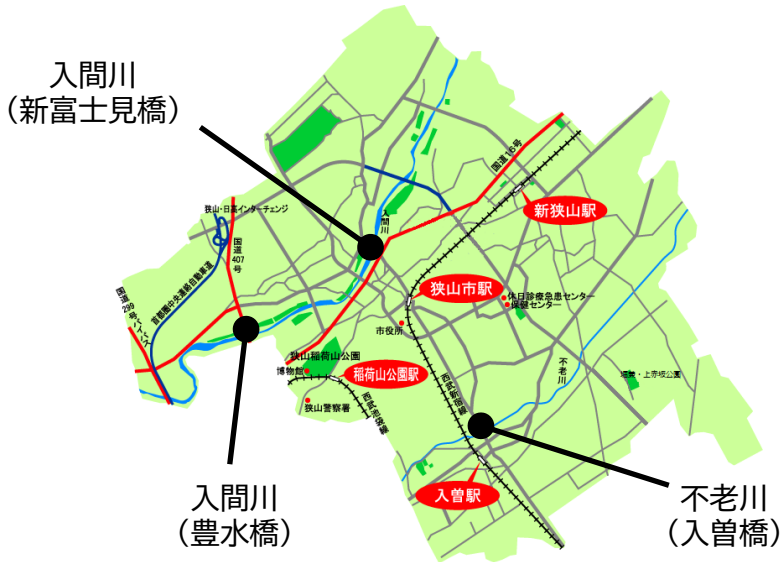 入間川
（新富士見橋）
国道16号
新狭山駅
狭山・日高インターチェンジ
入間川
国道407号
首都圏中央連絡自動車道
国道299号バイパス
狭山市駅
休日診療急患センター
保健センター
市役所
狭山稲荷山公園
博物館
稲荷山公園駅
狭山警察署
西武池袋線
西武新宿線
不老川
堀兼・上赤坂公園
入曽駅
入間川
（豊水橋）
不老川
（入曽橋）